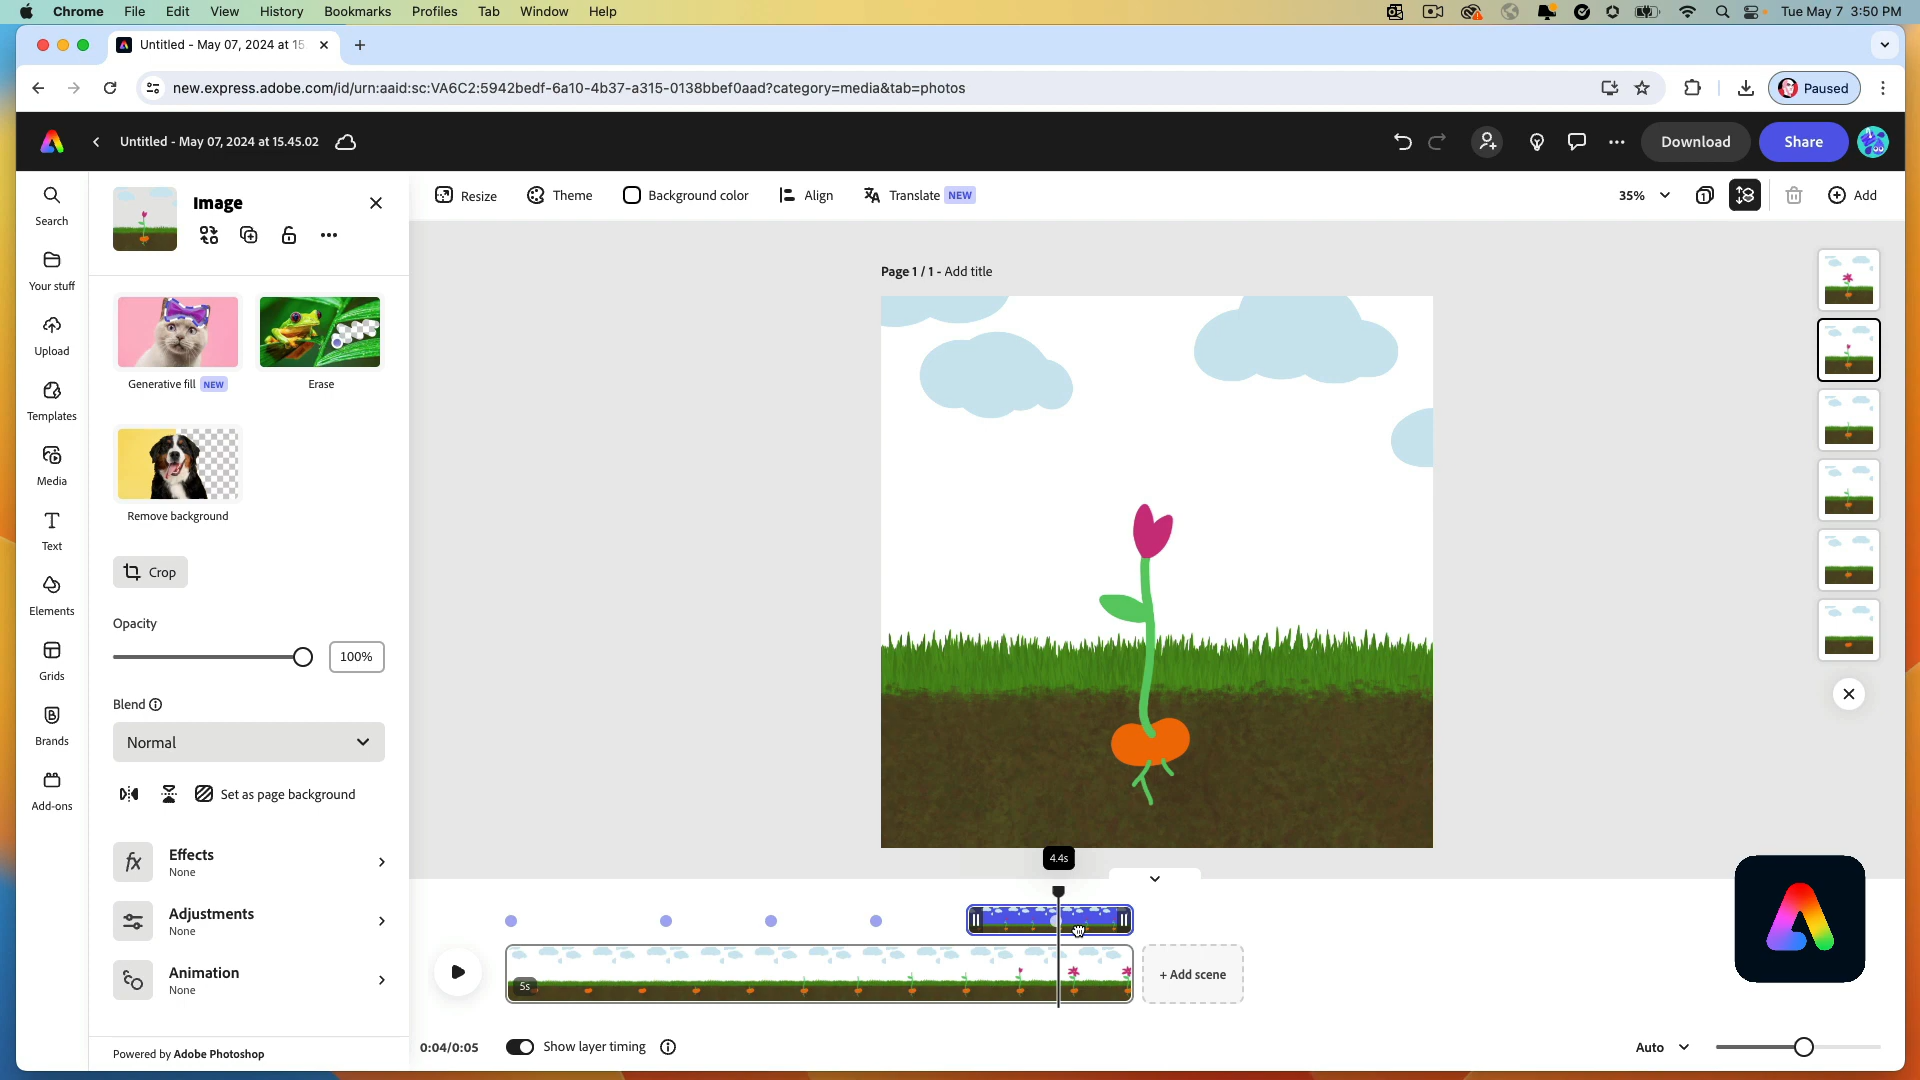 Chrome File Edit View History Bookmarks Profiles Tab Window Help Tue May 7 3:50 PM
Untitled - May 07, 2024 at 15
new.express.adobe.com/id/urn:aaid:sc:VA6C2:5942bedf-6a10-4b37-a315-0138bbef0aad?category=media&tab=photos Paused
Untitled - May 07, 2024 at 15.45.02 Download Share
Search
Your stuff
Upload
Templates
Media
Text
Elements
Grids
Brands
Add-ons
Image
Generative fill NEW Erase
Remove background
Crop
Opacity
100%
Blend
Normal
Set as page background
fx Effects
None
Adjustments
None
Animation
None
Powered by Adobe Photoshop
Resize Theme Background color Align Translate NEW 35% 1 Add
Page 1 / 1 - Add title
4.4s
5s
+ Add scene
0:04/0:05 Show layer timing Auto